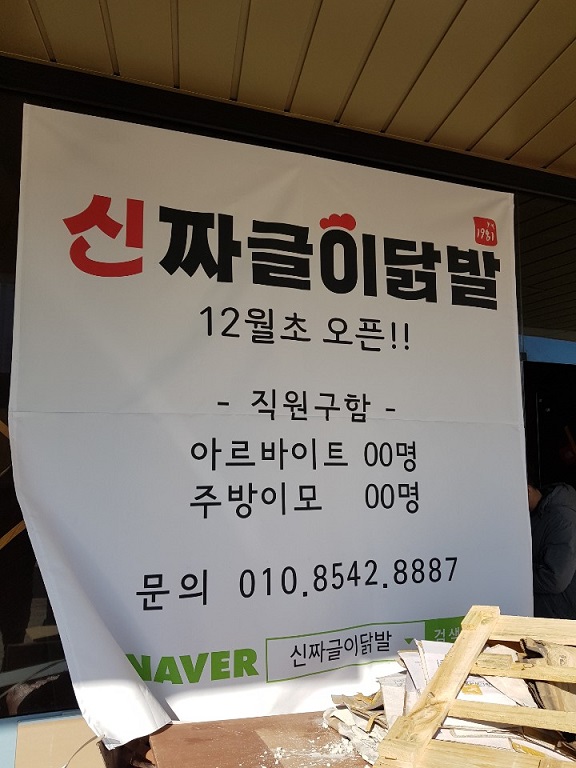 신짜글이닭발
1981
12월초 오픈!!
- 직원구함 -
아르바이트 00명
주방이모 00명
문의 010.8542.8887
NAVER 신짜글이닭발 검색